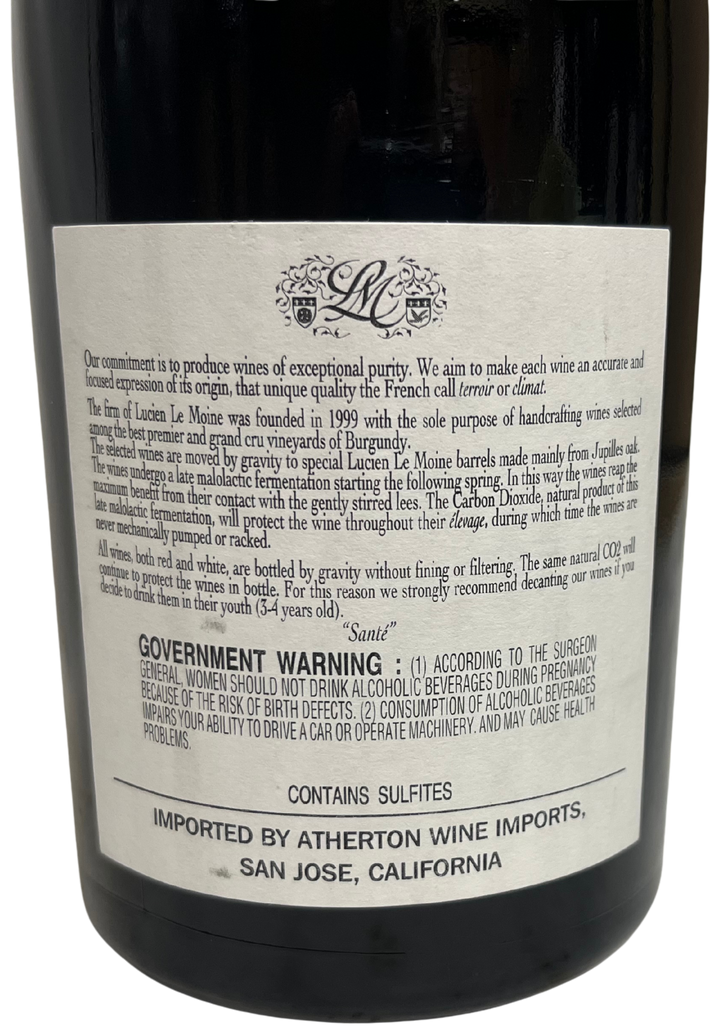 LM
Our commitment is to produce wines of exceptional purity. We aim to make each wine an accurate and
focused expression of its origin, that unique quality the French call terroir or climat.
The firm of Lucien Le Moine was founded in 1999 with the sole purpose of handcrafting wines selected
among the best premier and grand cru vineyards of Burgundy.
The selected wines are moved by gravity to special Lucien Le Moine barrels made mainly from Jupilles oak.
The wines undergo a late malolactic fermentation starting the following spring. In this way the wines reap the
maximum benefit from their contact with the gently stirred lees. The Carbon Dioxide, natural product of this
late malolactic fermentation, will protect the wine throughout their élevage, during which time the wines are
never mechanically pumped or racked.
All wines, both red and white, are bottled by gravity without fining or filtering. The same natural CO2 will
continue to protect the wines in bottle. For this reason we strongly recommend decanting our wines if you
decide to drink them in their youth (3-4 years old).
"Santé"
GOVERNMENT WARNING : (1) ACCORDING TO THE SURGEON
GENERAL, WOMEN SHOULD NOT DRINK ALCOHOLIC BEVERAGES DURING PREGNANCY
BECAUSE OF THE RISK OF BIRTH DEFECTS. (2) CONSUMPTION OF ALCOHOLIC BEVERAGES
IMPAIRS YOUR ABILITY TO DRIVE A CAR OR OPERATE MACHINERY. AND MAY CAUSE HEALTH
PROBLEMS.
CONTAINS SULFITES
IMPORTED BY ATHERTON WINE IMPORTS,
SAN JOSE, CALIFORNIA